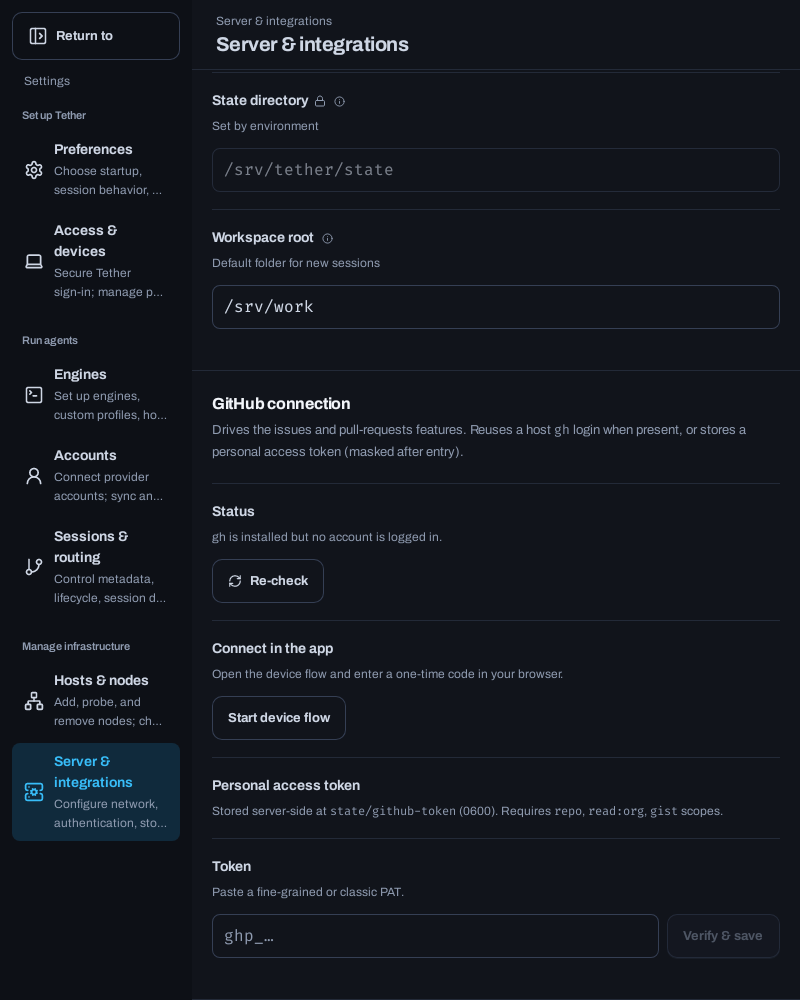 Return to
Settings
Set up Tether
Preferences
Choose startup,
session behavior, ...
Access &
devices
Secure Tether
sign-in; manage p...
Run agents
Engines
Set up engines,
custom profiles, ho...
Accounts
Connect provider
accounts; sync an...
Sessions &
routing
Control metadata,
lifecycle, session d...
Manage infrastructure
Hosts & nodes
Add, probe, and
remove nodes; ch...
Server &
integrations
Configure network,
authentication, sto...
Server & integrations
Server & integrations
State directory
Set by environment
/srv/tether/state
Workspace root
Default folder for new sessions
/srv/work
GitHub connection
Drives the issues and pull-requests features. Reuses a host gh login when present, or stores a
personal access token (masked after entry).
Status
gh is installed but no account is logged in.
Re-check
Connect in the app
Open the device flow and enter a one-time code in your browser.
Start device flow
Personal access token
Stored server-side at state/github-token (0600). Requires repo, read:org, gist scopes.
Token
Paste a fine-grained or classic PAT.
ghp_…
Verify & save